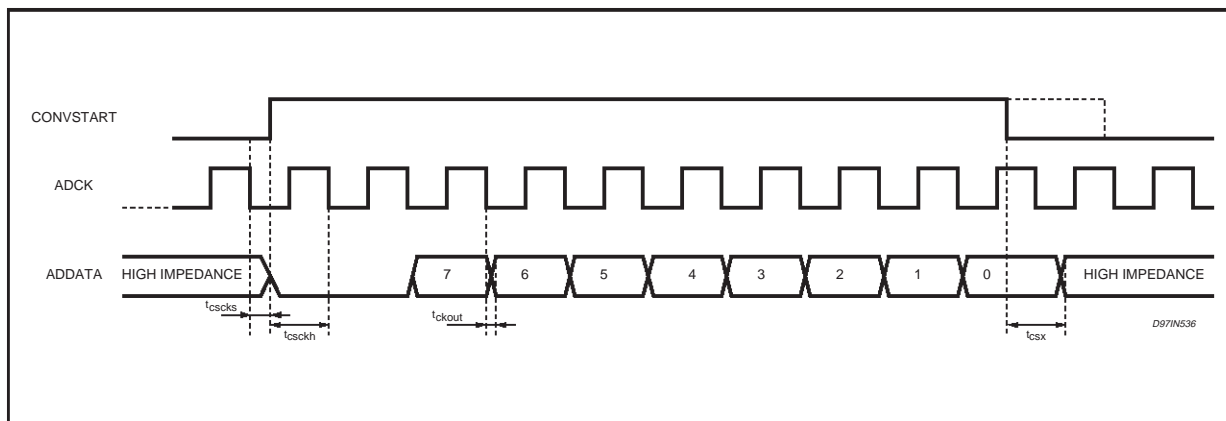 CONVSTART
ADCK
ADDATA
HIGH IMPEDANCE
7
6
5
4
3
2
1
0
HIGH IMPEDANCE
tcscks
tcsckh
tckout
tcsx
D97IN536